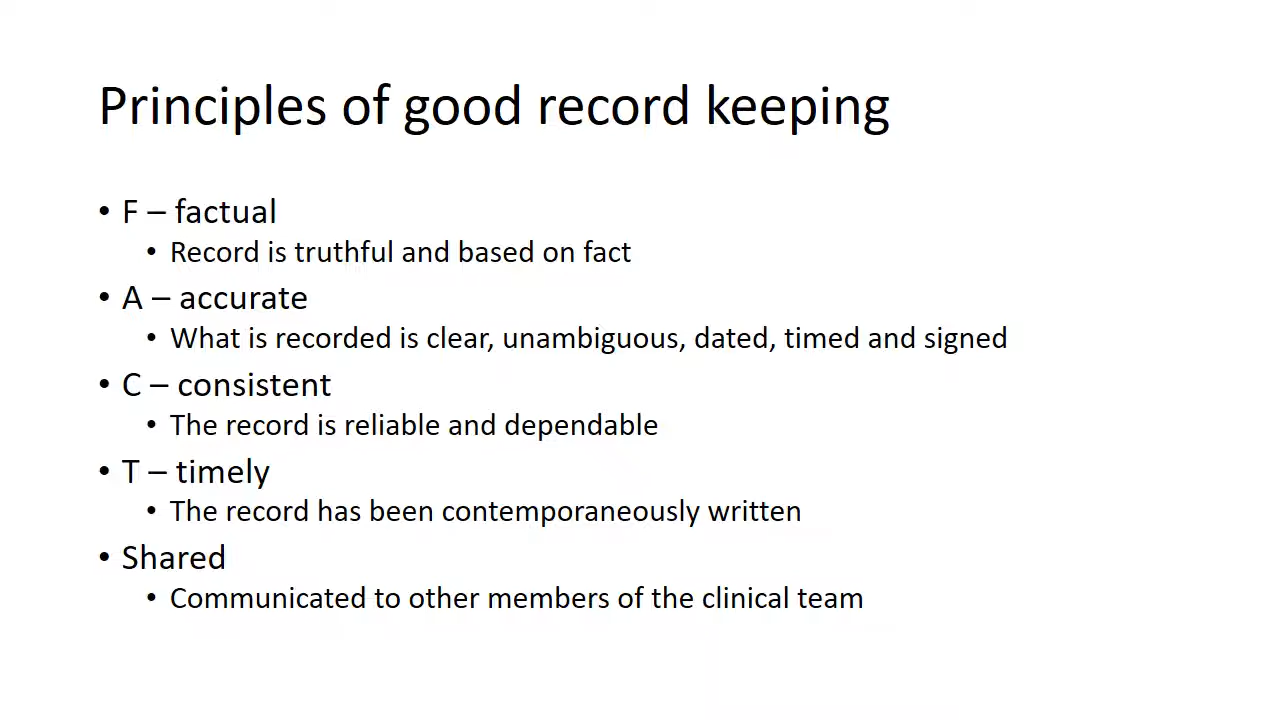 Principles of good record keeping
• F – factual
• Record is truthful and based on fact
• A – accurate
• What is recorded is clear, unambiguous, dated, timed and signed
• C – consistent
• The record is reliable and dependable
• T – timely
• The record has been contemporaneously written
• Shared
• Communicated to other members of the clinical team